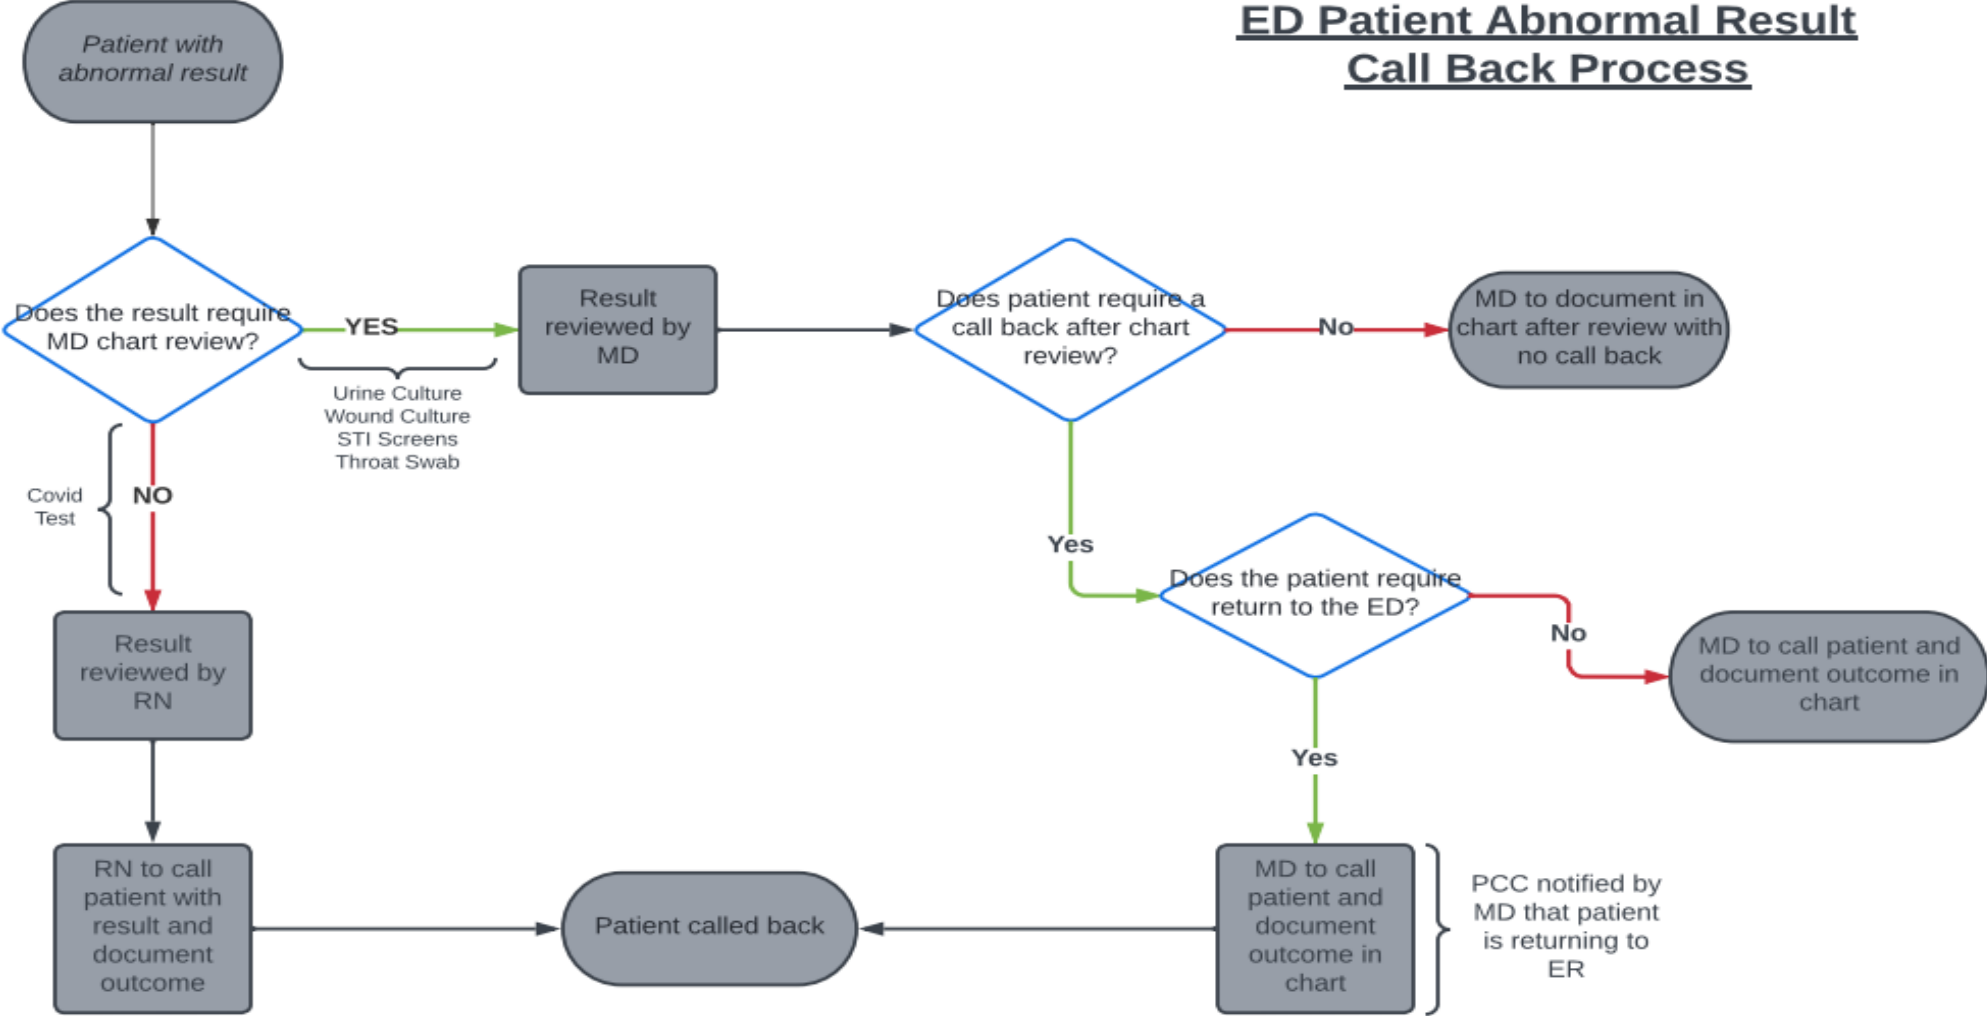 ED Patient Abnormal Result
Call Back Process
Patient with
abnormal result
Does the result require
MD chart review?
YES
Urine Culture
Wound Culture
STI Screens
Throat Swab
Result
reviewed by
MD
Does patient require a
call back after chart
review?
No
MD to document in
chart after review with
no call back
Covid
Test
NO
Yes
Does the patient require
return to the ED?
No
MD to call patient and
document outcome in
chart
Result
reviewed by
RN
Yes
RN to call
patient with
result and
document
outcome
Patient called back
MD to call
patient and
document
outcome in
chart
PCC notified by
MD that patient
is returning to
ER